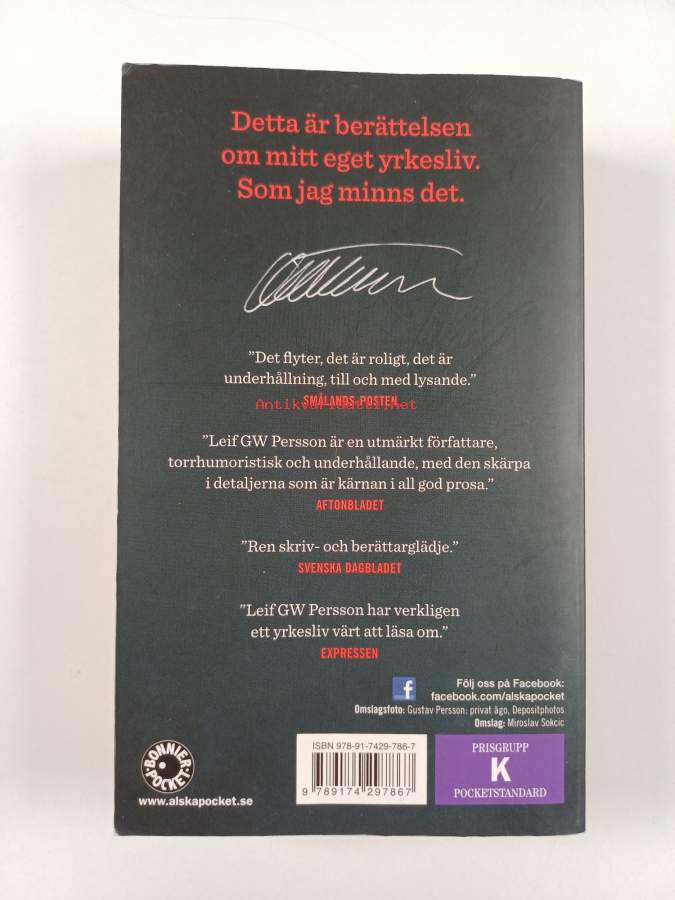 Detta är berättelsen
om mitt eget yrkesliv.
Som jag minns det.
”Det flyter, det är roligt, det är
underhållning, till och med lysande.”
SMÅLANDS-POSTEN
Antikvariaatti.net
”Leif GW Persson är en utmärkt författare,
torrhumoristisk och underhållande, med den skärpa
i detaljerna som är kärnan i all god prosa.”
AFTONBLADET
”Ren skriv- och berättarglädje.”
SVENSKA DAGBLADET
”Leif GW Persson har verkligen
ett yrkesliv värt att läsa om.”
EXPRESSEN
f
Följ oss på Facebook:
facebook.com/alskapocket
Omslagsfoto: Gustav Persson: privat ägo, Depositphotos
Omslag: Miroslav Sokcic
BONNIER
POCKET
www.alskapocket.se
ISBN 978-91-7429-786-7
9 789174 297867
PRISGRUPP
K
POCKETSTANDARD